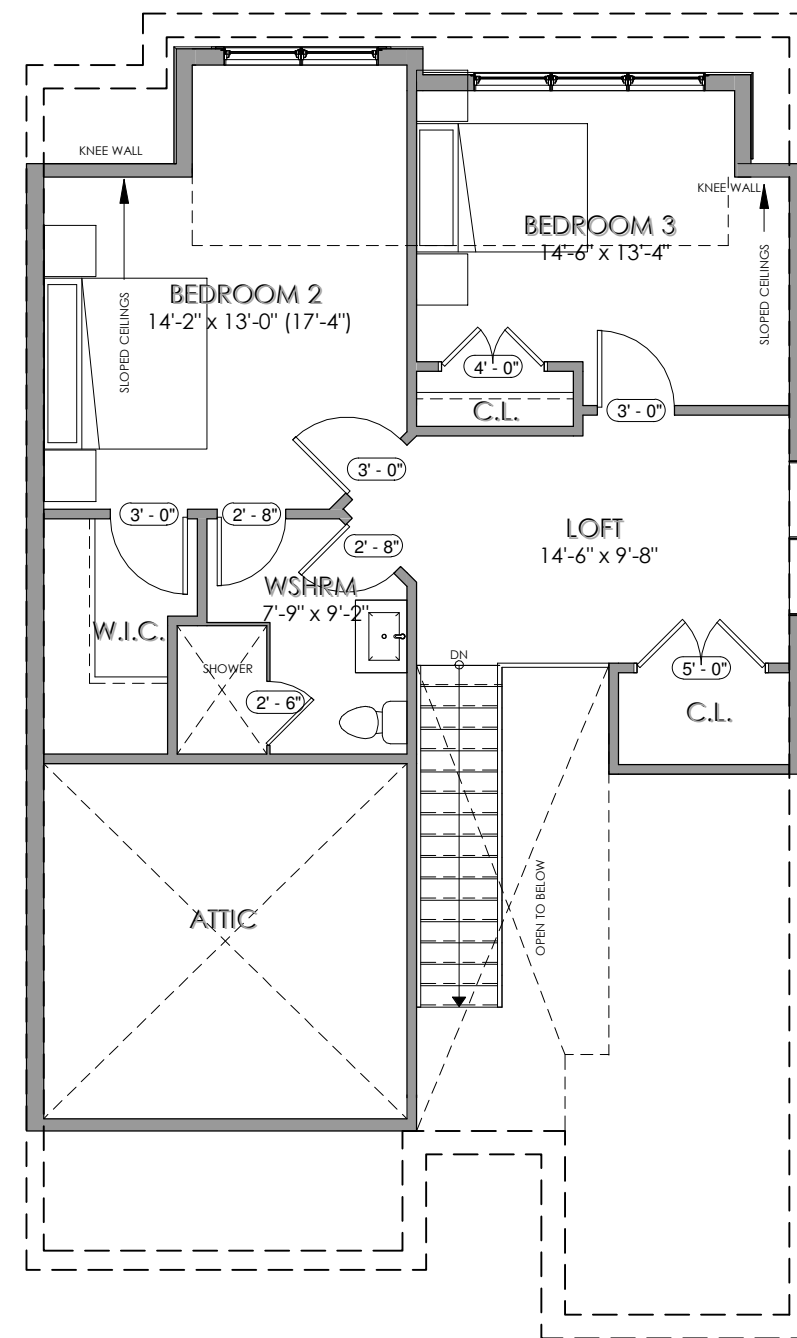 KNEE WALL
KNEE WALL
BEDROOM 3
14'-6" x 13'-4"
SLOPED CEILINGS
BEDROOM 2
14'-2" x 13'-0" (17'-4")
SLOPED CEILINGS
4' - 0"
C.L.
3' - 0"
3' - 0"
3' - 0"
2' - 8"
2' - 8"
LOFT
14'-6" x 9'-8"
WSHRM
7'-9" x 9'-2"
W.I.C.
SHOWER
2' - 6"
DN
5' - 0"
C.L.
OPEN TO BELOW
ATTIC